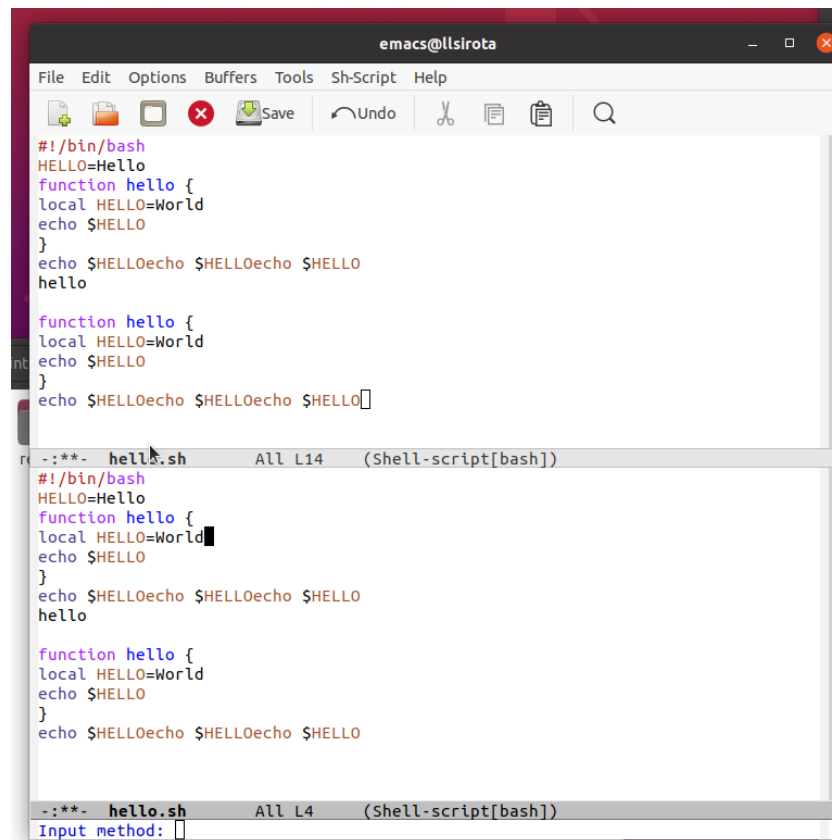 emacs@llsirota
File Edit Options Buffers Tools Sh-Script Help
Save Undo
#!/bin/bash
HELLO=Hello
function hello {
local HELLO=World
echo $HELLO
}
echo $HELLOecho $HELLOecho $HELLO
hello
function hello {
local HELLO=World
echo $HELLO
}
echo $HELLOecho $HELLOecho $HELLO
-:**- hello.sh All L14 (Shell-script[bash])
#!/bin/bash
HELLO=Hello
function hello {
local HELLO=World
echo $HELLO
}
echo $HELLOecho $HELLOecho $HELLO
hello
function hello {
local HELLO=World
echo $HELLO
}
echo $HELLOecho $HELLOecho $HELLO
-:**- hello.sh All L4 (Shell-script[bash])
Input method: